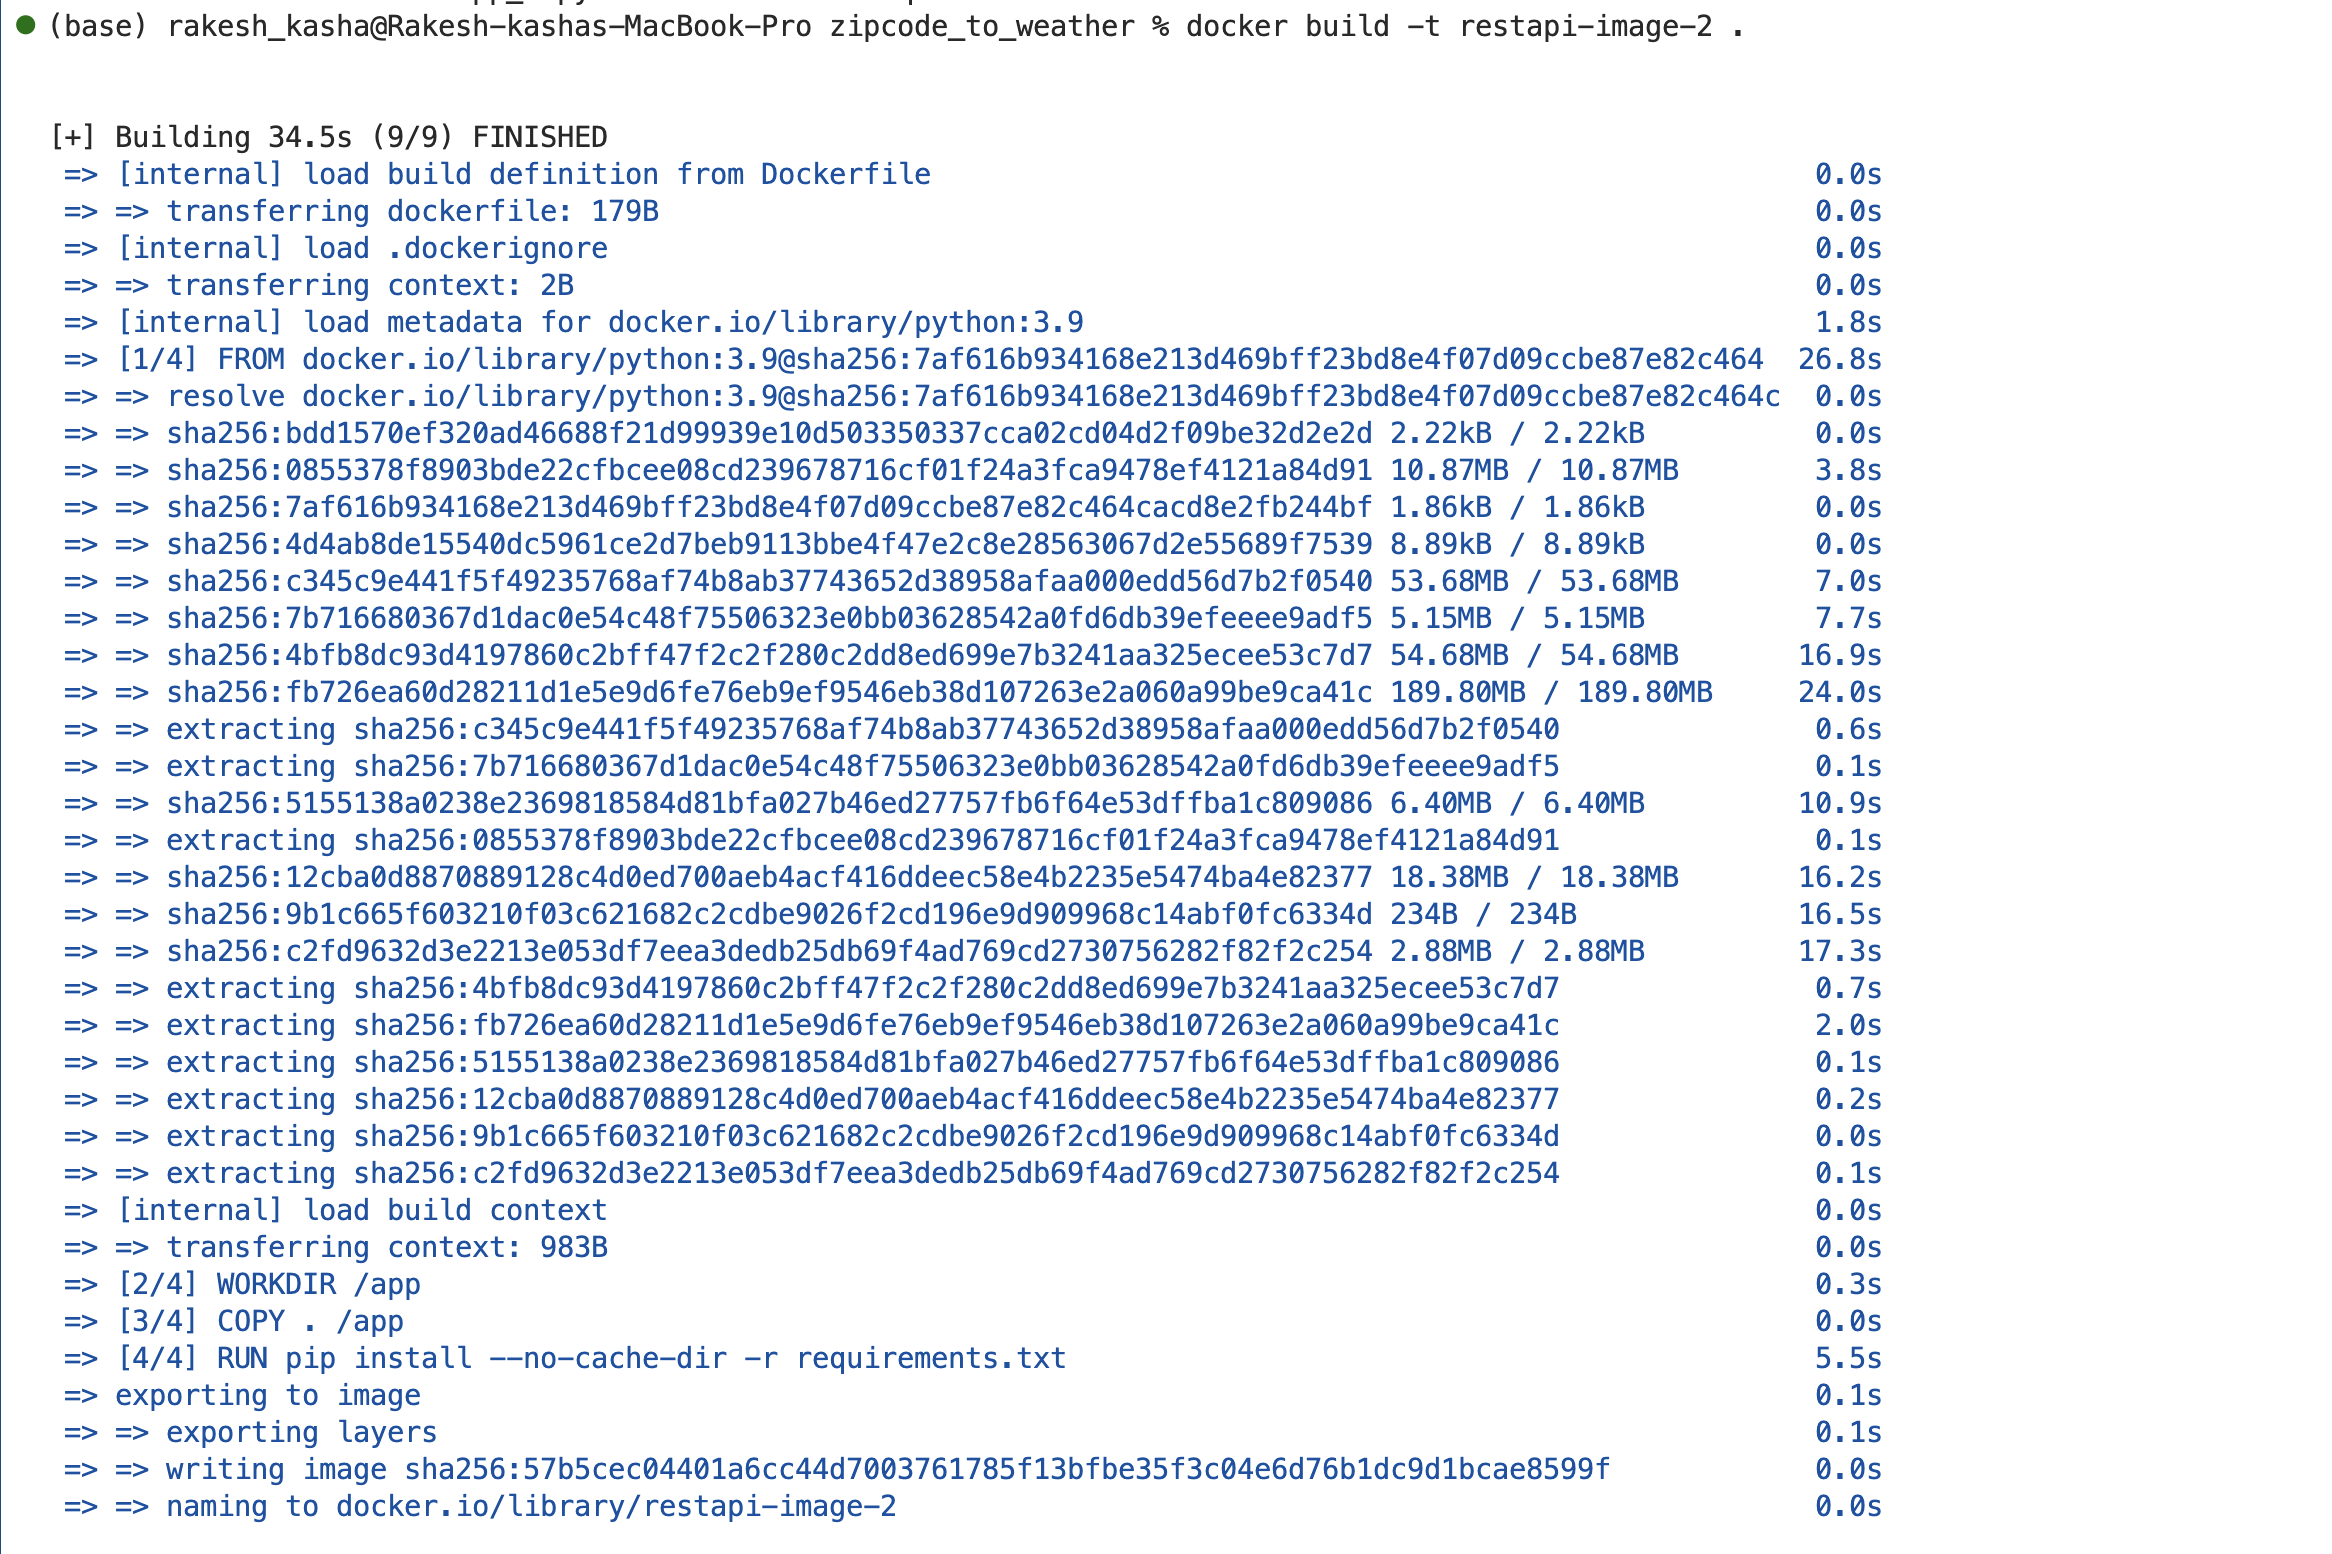 (base) rakesh_kasha@Rakesh-kashas-MacBook-Pro zipcode_to_weather % docker build -t restapi-image-2 .
[+] Building 34.5s (9/9) FINISHED
=> [internal] load build definition from Dockerfile 0.0s
=> => transferring dockerfile: 179B 0.0s
=> [internal] load .dockerignore 0.0s
=> => transferring context: 2B 0.0s
=> [internal] load metadata for docker.io/library/python:3.9 1.8s
=> [1/4] FROM docker.io/library/python:3.9@sha256:7af616b934168e213d469bff23bd8e4f07d09ccbe87e82c464 26.8s
=> => resolve docker.io/library/python:3.9@sha256:7af616b934168e213d469bff23bd8e4f07d09ccbe87e82c464c 0.0s
=> => sha256:bdd1570ef320ad46688f21d99939e10d503350337cca02cd04d2f09be32d2e2d 2.22kB / 2.22kB 0.0s
=> => sha256:0855378f8903bde22cfbcee08cd239678716cf01f24a3fca9478ef4121a84d91 10.87MB / 10.87MB 3.8s
=> => sha256:7af616b934168e213d469bff23bd8e4f07d09ccbe87e82c464cacd8e2fb244bf 1.86kB / 1.86kB 0.0s
=> => sha256:4d4ab8de15540dc5961ce2d7beb9113bbe4f47e2c8e28563067d2e55689f7539 8.89kB / 8.89kB 0.0s
=> => sha256:c345c9e441f5f49235768af74b8ab37743652d38958afaa000edd56d7b2f0540 53.68MB / 53.68MB 7.0s
=> => sha256:7b716680367d1dac0e54c48f75506323e0bb03628542a0fd6db39efeeee9adf5 5.15MB / 5.15MB 7.7s
=> => sha256:4bfb8dc93d4197860c2bff47f2c2f280c2dd8ed699e7b3241aa325ecee53c7d7 54.68MB / 54.68MB 16.9s
=> => sha256:fb726ea60d28211d1e5e9d6fe76eb9ef9546eb38d107263e2a060a99be9ca41c 189.80MB / 189.80MB 24.0s
=> => extracting sha256:c345c9e441f5f49235768af74b8ab37743652d38958afaa000edd56d7b2f0540 0.6s
=> => extracting sha256:7b716680367d1dac0e54c48f75506323e0bb03628542a0fd6db39efeeee9adf5 0.1s
=> => sha256:5155138a0238e2369818584d81bfa027b46ed27757fb6f64e53dffba1c809086 6.40MB / 6.40MB 10.9s
=> => extracting sha256:0855378f8903bde22cfbcee08cd239678716cf01f24a3fca9478ef4121a84d91 0.1s
=> => sha256:12cba0d8870889128c4d0ed700aeb4acf416ddeec58e4b2235e5474ba4e82377 18.38MB / 18.38MB 16.2s
=> => sha256:9b1c665f603210f03c621682c2cdbe9026f2cd196e9d909968c14abf0fc6334d 234B / 234B 16.5s
=> => sha256:c2fd9632d3e2213e053df7eea3dedb25db69f4ad769cd2730756282f82f2c254 2.88MB / 2.88MB 17.3s
=> => extracting sha256:4bfb8dc93d4197860c2bff47f2c2f280c2dd8ed699e7b3241aa325ecee53c7d7 0.7s
=> => extracting sha256:fb726ea60d28211d1e5e9d6fe76eb9ef9546eb38d107263e2a060a99be9ca41c 2.0s
=> => extracting sha256:5155138a0238e2369818584d81bfa027b46ed27757fb6f64e53dffba1c809086 0.1s
=> => extracting sha256:12cba0d8870889128c4d0ed700aeb4acf416ddeec58e4b2235e5474ba4e82377 0.2s
=> => extracting sha256:9b1c665f603210f03c621682c2cdbe9026f2cd196e9d909968c14abf0fc6334d 0.0s
=> => extracting sha256:c2fd9632d3e2213e053df7eea3dedb25db69f4ad769cd2730756282f82f2c254 0.1s
=> [internal] load build context 0.0s
=> => transferring context: 983B 0.0s
=> [2/4] WORKDIR /app 0.3s
=> [3/4] COPY . /app 0.0s
=> [4/4] RUN pip install --no-cache-dir -r requirements.txt 5.5s
=> exporting to image 0.1s
=> => exporting layers 0.1s
=> => writing image sha256:57b5cec04401a6cc44d7003761785f13bfbe35f3c04e6d76b1dc9d1bcae8599f 0.0s
=> => naming to docker.io/library/restapi-image-2 0.0s